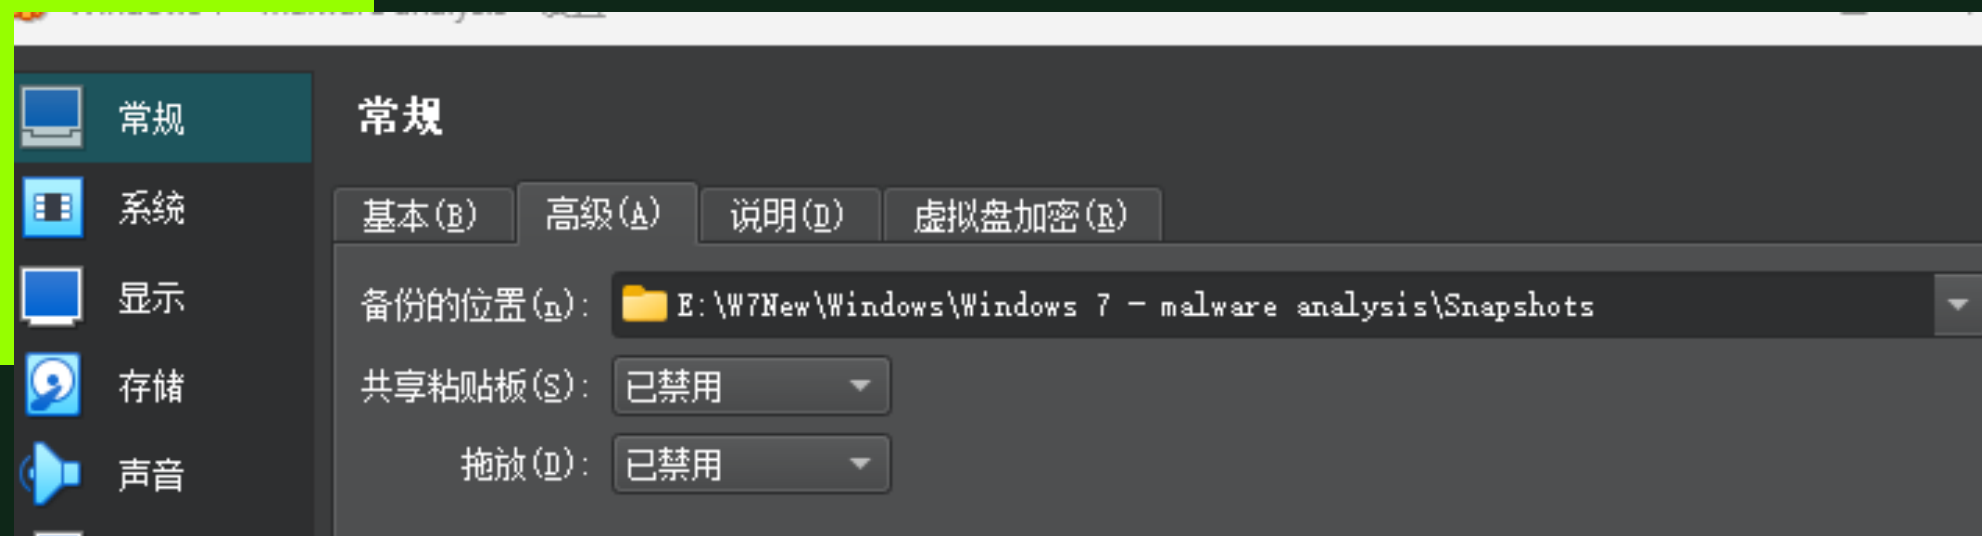 常规
系统
显示
存储
声音
常规
基本(B) 高级(A) 说明(D) 虚拟盘加密(R)
备份的位置(n): E:\W7New\Windows\Windows 7 - malware analysis\Snapshots
共享粘贴板(S): 已禁用
拖放(D): 已禁用